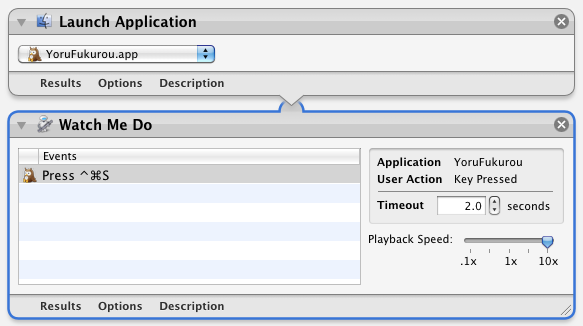 Launch Application
YoruFukurou.app
Results Options Description
Watch Me Do
Events
Press ^⌘S
Application YoruFukurou
User Action Key Pressed
Timeout 2.0 seconds
Playback Speed:
.1x 1x 10x
Results Options Description